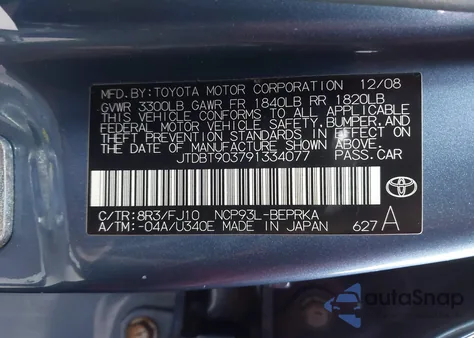 MFD. BY: TOYOTA MOTOR CORPORATION 12/08
GVWR 3300LB GAWR FR 1840LB RR 1820LB
THIS VEHICLE CONFORMS TO ALL APPLICABLE
FEDERAL MOTOR VEHICLE SAFETY, BUMPER, AND
THEFT PREVENTION STANDARDS IN EFFECT ON
THE DATE OF MANUFACTURE SHOWN ABOVE.
JTDBT903791334077 PASS. CAR
C/TR: 8R3/FJ10 NCP93L-BEPRKA
A/TM: -04A/U340E MADE IN JAPAN 627 A
TOYOTA
autoSnap